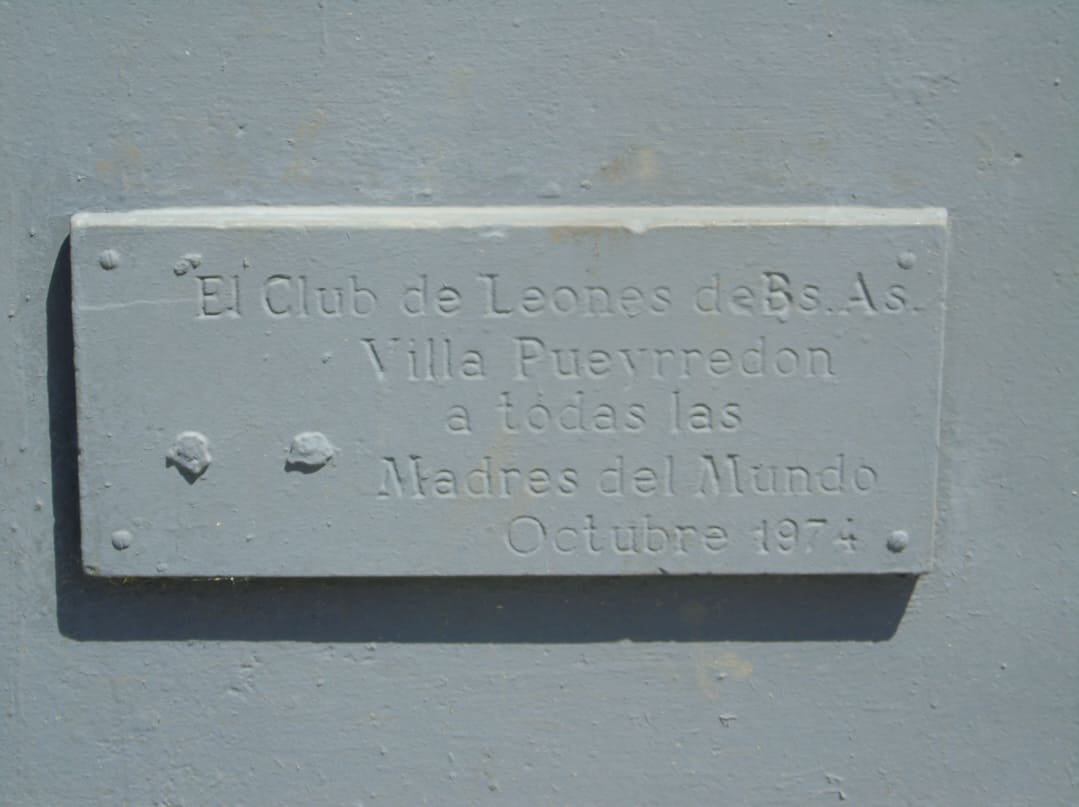 El Club de Leones de Bs. As.
Villa Pueyrredon
a todas las
Madres del Mundo
Octubre 1974